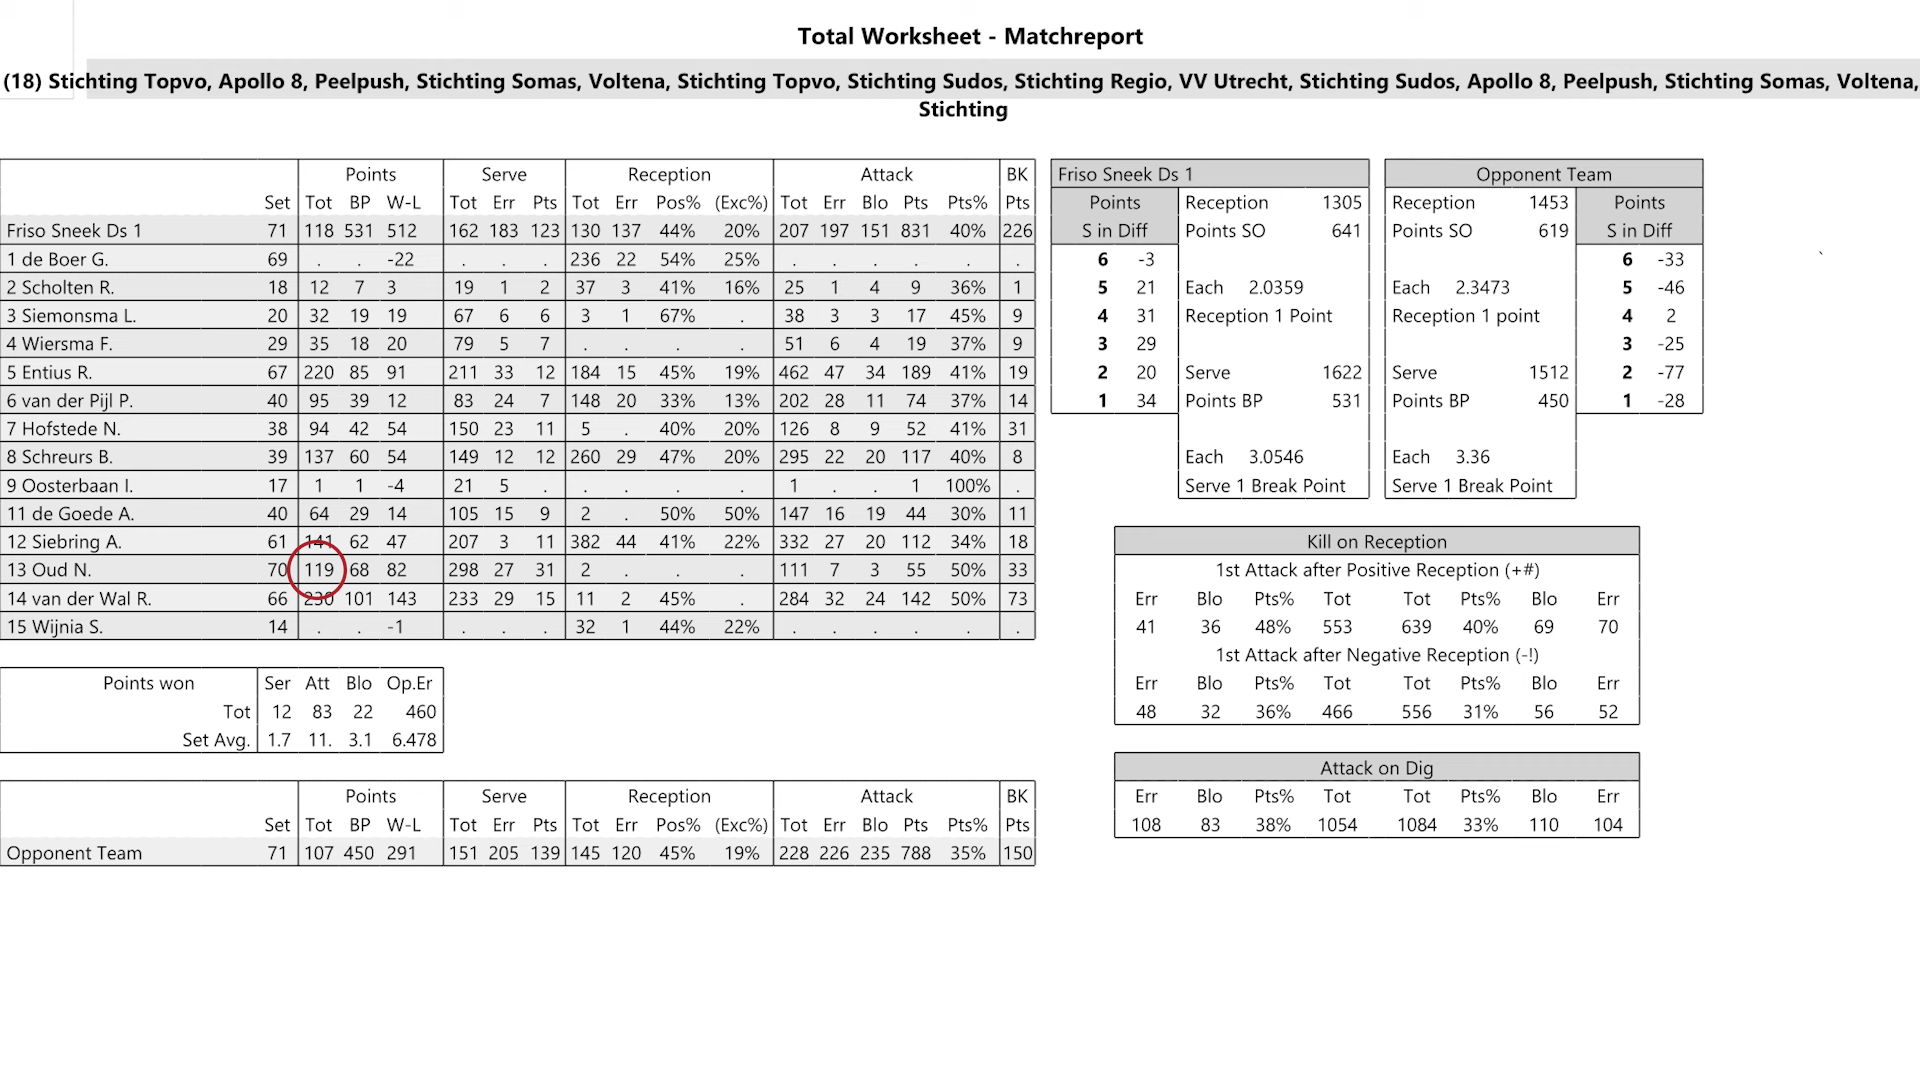 Total Worksheet - Matchreport
(18) Stichting Topvo, Apollo 8, Peelpush, Stichting Somas, Voltena, Stichting Topvo, Stichting Sudos, Stichting Regio, VV Utrecht, Stichting Sudos, Apollo 8, Peelpush, Stichting Somas, Voltena,
Stichting
Points Serve Reception Attack BK
Set Tot BP W-L Tot Err Pts Tot Err Pos% (Exc%) Tot Err Blo Pts Pts% Pts
Friso Sneek Ds 1 71 118 531 512 162 183 123 130 137 44% 20% 207 197 151 831 40% 226
1 de Boer G. 69 . . -22 . . . 236 22 54% 25% . . . . . .
2 Scholten R. 18 12 7 3 19 1 2 37 3 41% 16% 25 1 4 9 36% 1
3 Siemonsma L. 20 32 19 19 67 6 6 3 1 67% . 38 3 3 17 45% 9
4 Wiersma F. 29 35 18 20 79 5 7 . . . . 51 6 4 19 37% 9
5 Entius R. 67 220 85 91 211 33 12 184 15 45% 19% 462 47 34 189 41% 19
6 van der Pijl P. 40 95 39 12 83 24 7 148 20 33% 13% 202 28 11 74 37% 14
7 Hofstede N. 38 94 42 54 150 23 11 5 . 40% 20% 126 8 9 52 41% 31
8 Schreurs B. 39 137 60 54 149 12 12 260 29 47% 20% 295 22 20 117 40% 8
9 Oosterbaan I. 17 1 1 -4 21 5 . . . . . 1 . . 1 100% .
11 de Goede A. 40 64 29 14 105 15 9 2 . 50% 50% 147 16 19 44 30% 11
12 Siebring A. 61 141 62 47 207 3 11 382 44 41% 22% 332 27 20 112 34% 18
13 Oud N. 70 119 68 82 298 27 31 2 . . . 111 7 3 55 50% 33
14 van der Wal R. 66 230 101 143 233 29 15 11 2 45% . 284 32 24 142 50% 73
15 Wijnia S. 14 . . -1 . . . 32 1 44% 22% . . . . . .
Points won Ser Att Blo Op.Er
Tot 12 83 22 460
Set Avg. 1.7 11. 3.1 6.478
Points Serve Reception Attack BK
Set Tot BP W-L Tot Err Pts Tot Err Pos% (Exc%) Tot Err Blo Pts Pts% Pts
Opponent Team 71 107 450 291 151 205 139 145 120 45% 19% 228 226 235 788 35% 150
Friso Sneek Ds 1
Points Reception 1305
S in Diff Points SO 641
6 -3
5 21 Each 2.0359
4 31 Reception 1 Point
3 29
2 20 Serve 1622
1 34 Points BP 531
Each 3.0546
Serve 1 Break Point
Opponent Team
Reception 1453 Points
Points SO 619 S in Diff
6 -33
Each 2.3473 5 -46
Reception 1 point 4 2
3 -25
Serve 1512 2 -77
Points BP 450 1 -28
Each 3.36
Serve 1 Break Point
Kill on Reception
1st Attack after Positive Reception (+#)
Err Blo Pts% Tot Tot Pts% Blo Err
41 36 48% 553 639 40% 69 70
1st Attack after Negative Reception (-!)
Err Blo Pts% Tot Tot Pts% Blo Err
48 32 36% 466 556 31% 56 52
Attack on Dig
Err Blo Pts% Tot Tot Pts% Blo Err
108 83 38% 1054 1084 33% 110 104